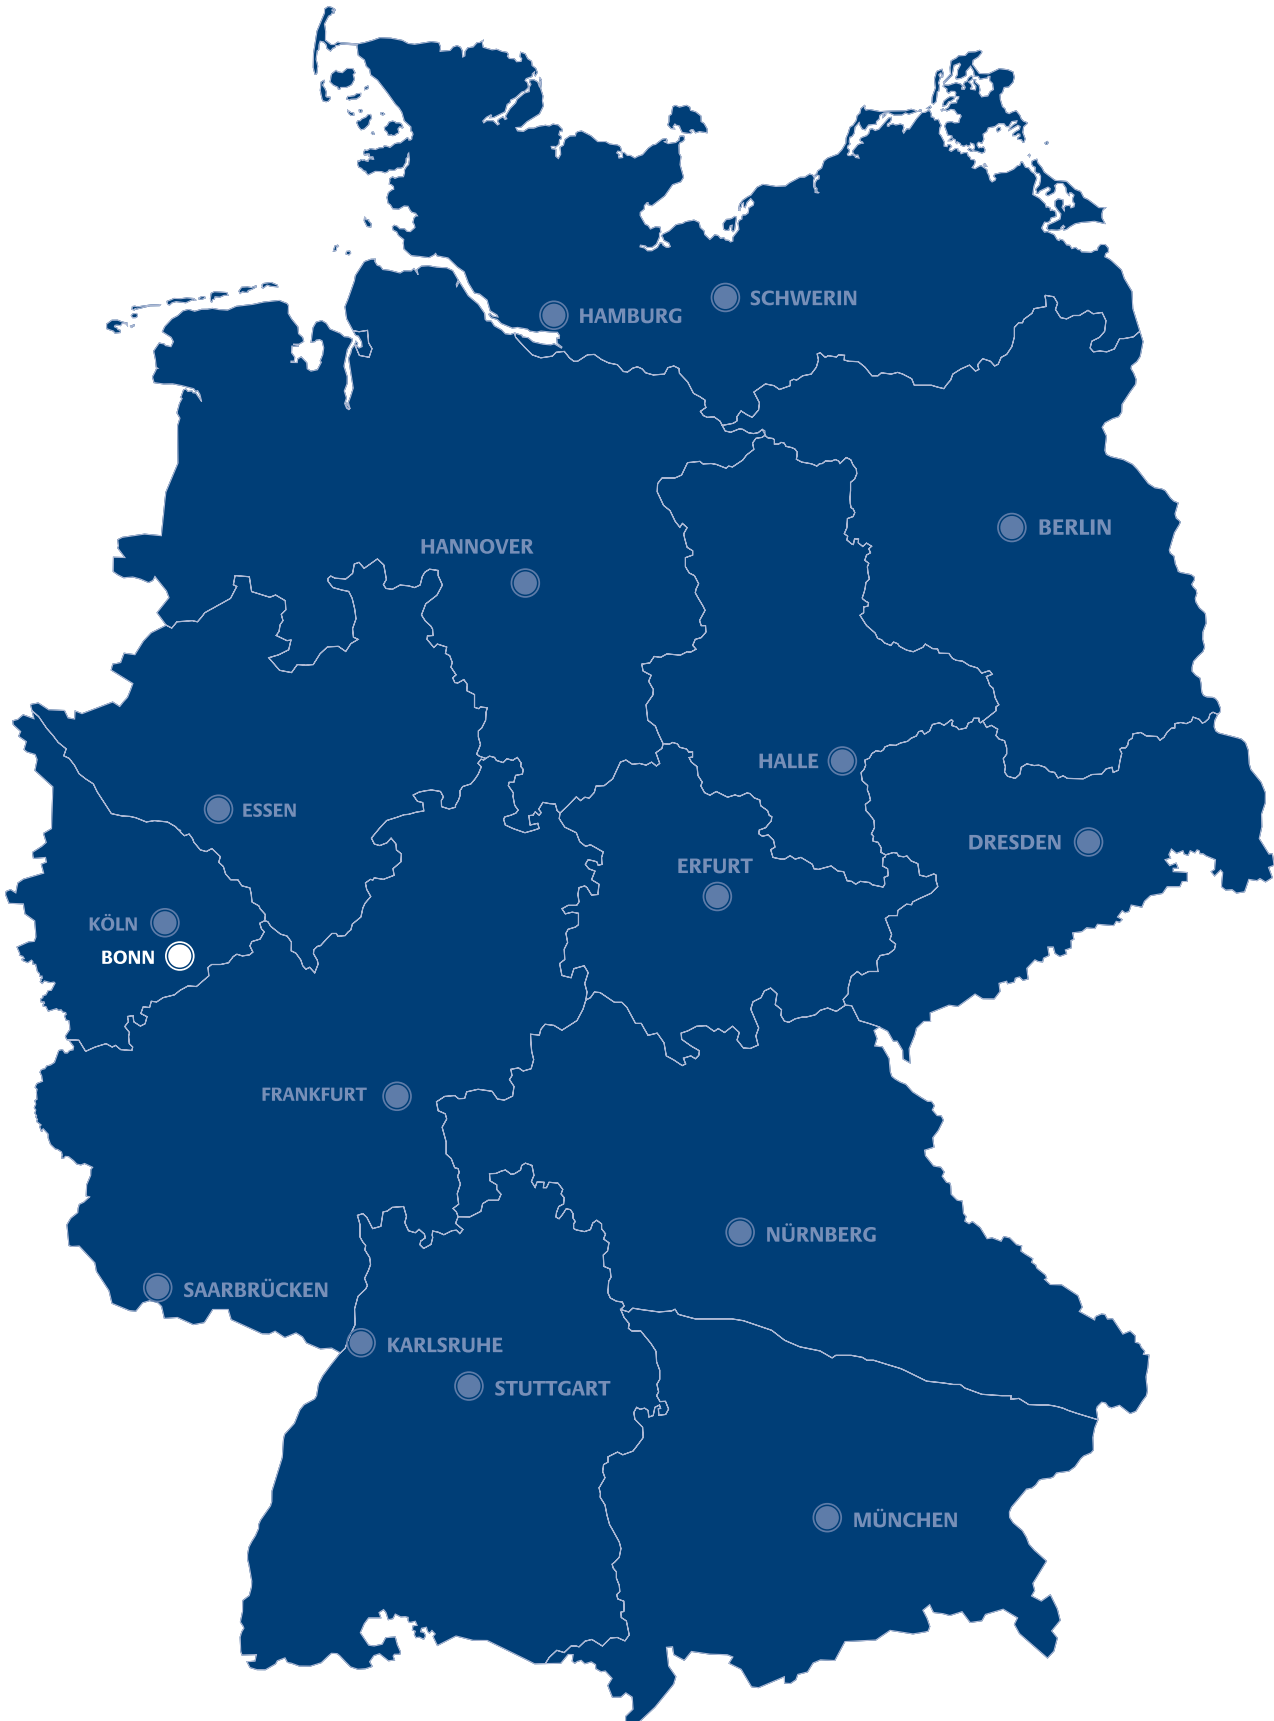 SCHWERIN
HAMBURG
BERLIN
HANNOVER
HALLE
ESSEN
DRESDEN
ERFURT
KÖLN
BONN
FRANKFURT
NÜRNBERG
SAARBRÜCKEN
KARLSRUHE
STUTTGART
MÜNCHEN